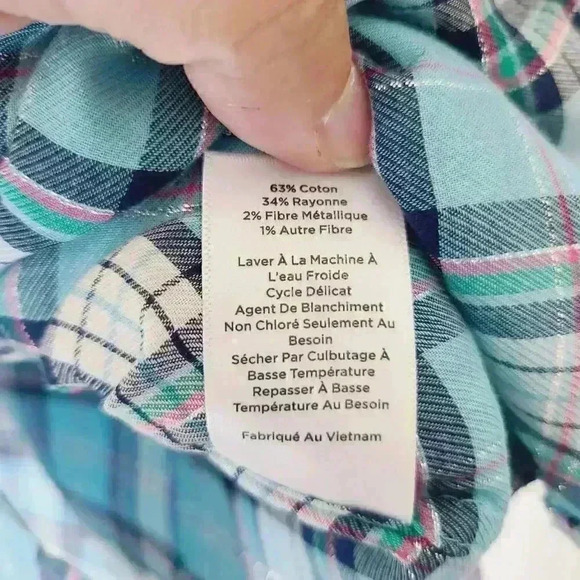 63% Coton
34% Rayonne
2% Fibre Métallique
1% Autre Fibre
Laver À La Machine À
L'eau Froide
Cycle Délicat
Agent De Blanchiment
Non Chloré Seulement Au
Besoin
Sécher Par Culbutage À
Basse Température
Repasser À Basse
Température Au Besoin
Fabriqué Au Vietnam